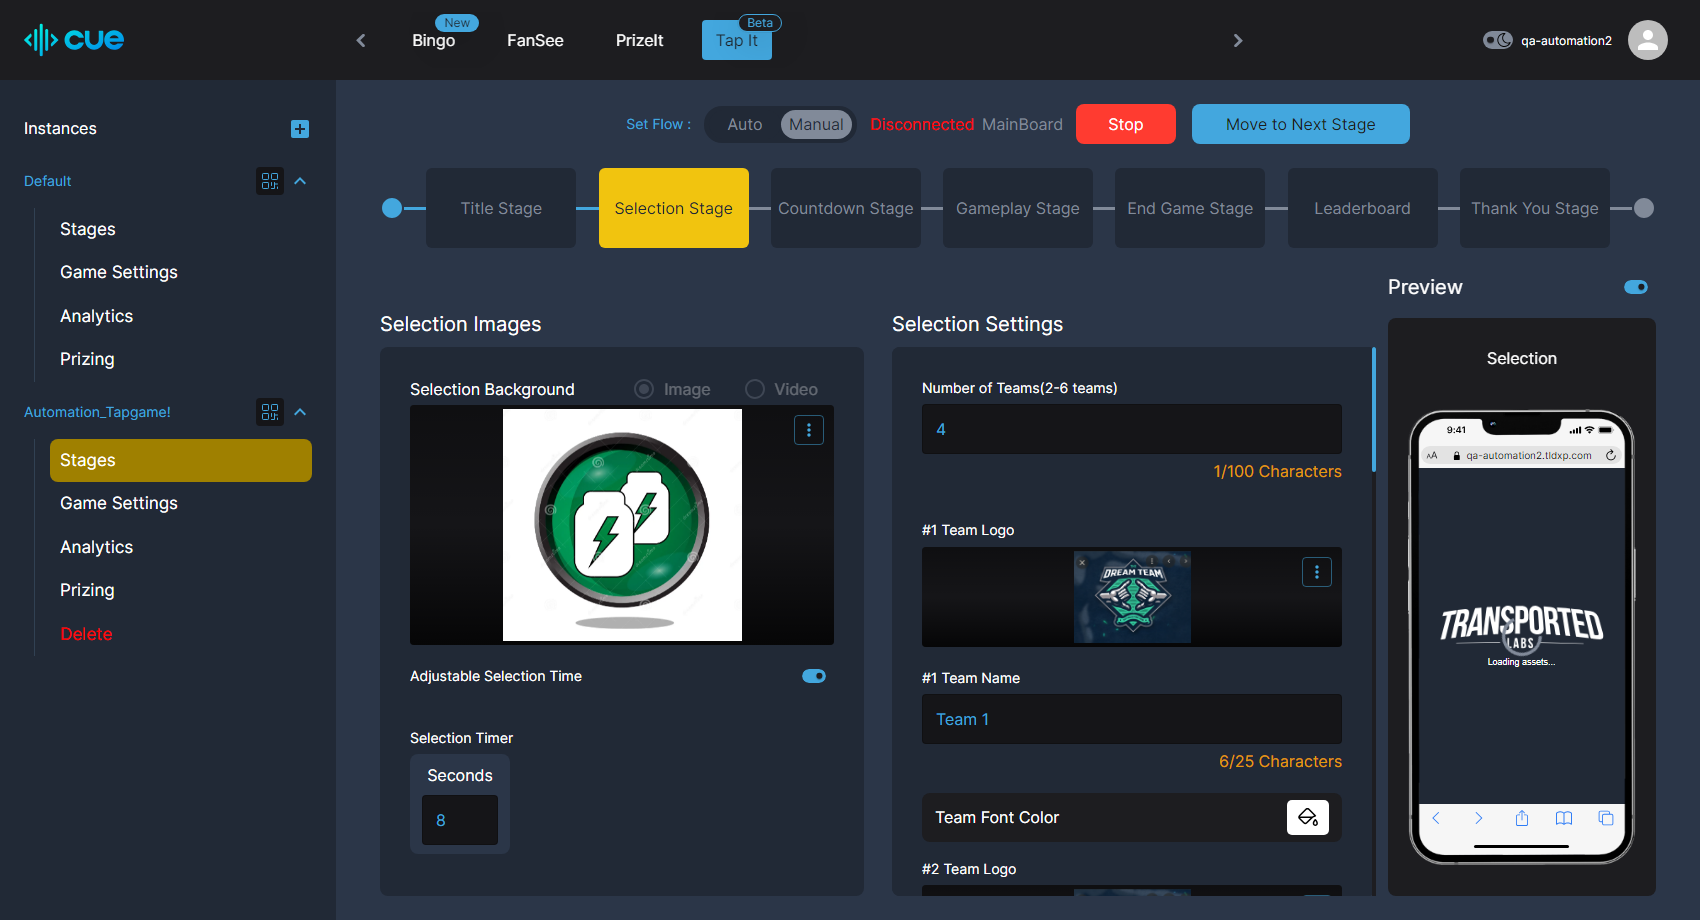 cue
Bingo
New
FanSee
PrizeIt
Tap It
Beta
qa-automation2
Instances
Default
Stages
Game Settings
Analytics
Prizing
Automation_Tapgame!
Stages
Game Settings
Analytics
Prizing
Delete
Set Flow :
Auto
Manual
Disconnected MainBoard
Stop
Move to Next Stage
Title Stage
Selection Stage
Countdown Stage
Gameplay Stage
End Game Stage
Leaderboard
Thank You Stage
Selection Images
Selection Background
Image
Video
Adjustable Selection Time
Selection Timer
Seconds
8
Selection Settings
Number of Teams(2-6 teams)
4
1/100 Characters
#1 Team Logo
DREAM TEAM
#1 Team Name
Team 1
6/25 Characters
Team Font Color
#2 Team Logo
Preview
Selection
9:41
AA
qa-automation2.tldxp.com
TRANSPORTED
LABS
Loading assets...